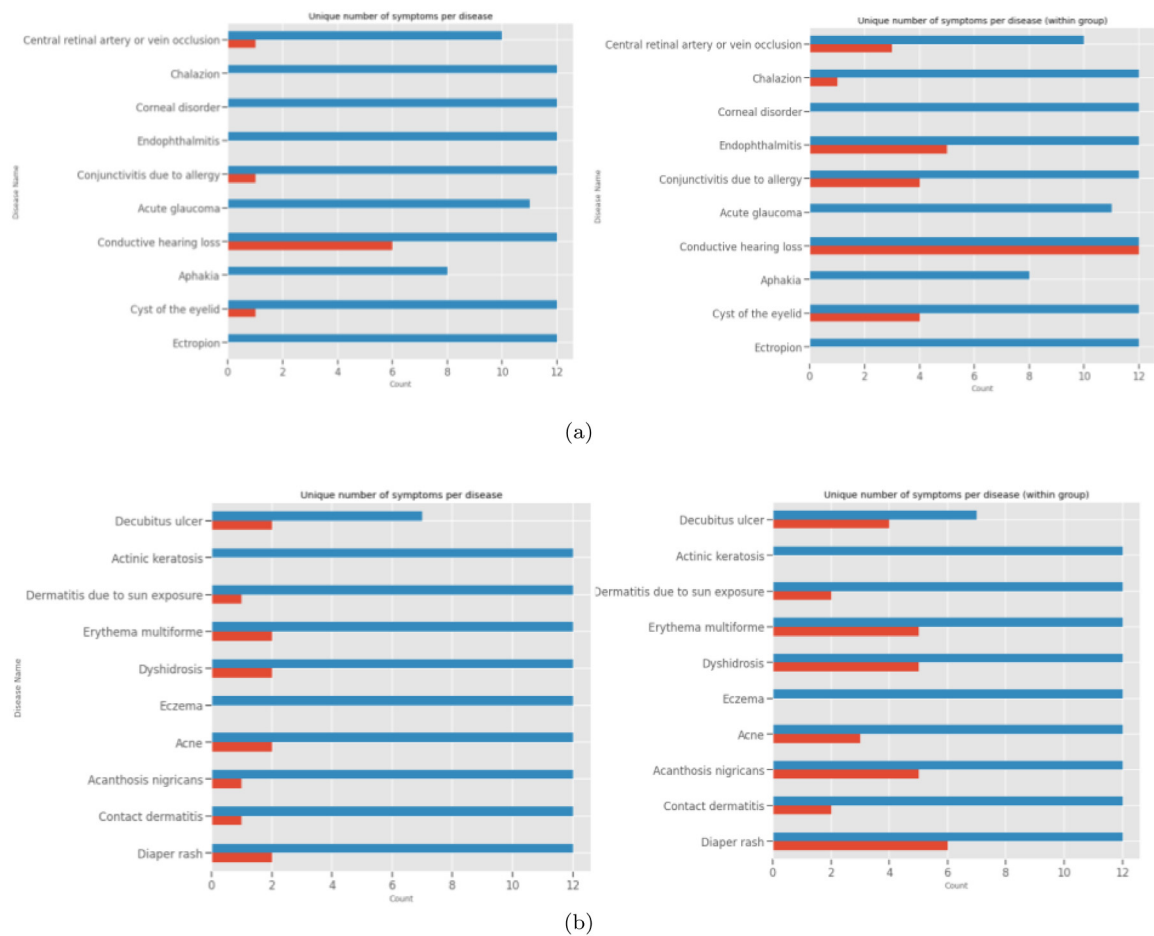 Unique number of symptoms per disease
Central retinal artery or vein occlusion
Chalazion
Corneal disorder
Endophthalmitis
Conjunctivitis due to allergy
Acute glaucoma
Conductive hearing loss
Aphakia
Cyst of the eyelid
Ectropion
Disease Name
0 2 4 6 8 10 12
Count
Unique number of symptoms per disease (within group)
Central retinal artery or vein occlusion
Chalazion
Corneal disorder
Endophthalmitis
Conjunctivitis due to allergy
Acute glaucoma
Conductive hearing loss
Aphakia
Cyst of the eyelid
Ectropion
Disease Name
0 2 4 6 8 10 12
Count
(a)
Unique number of symptoms per disease
Decubitus ulcer
Actinic keratosis
Dermatitis due to sun exposure
Erythema multiforme
Dyshidrosis
Eczema
Acne
Acanthosis nigricans
Contact dermatitis
Diaper rash
Disease Name
0 2 4 6 8 10 12
Count
Unique number of symptoms per disease (within group)
Decubitus ulcer
Actinic keratosis
Dermatitis due to sun exposure
Erythema multiforme
Dyshidrosis
Eczema
Acne
Acanthosis nigricans
Contact dermatitis
Diaper rash
0 2 4 6 8 10 12
Count
(b)